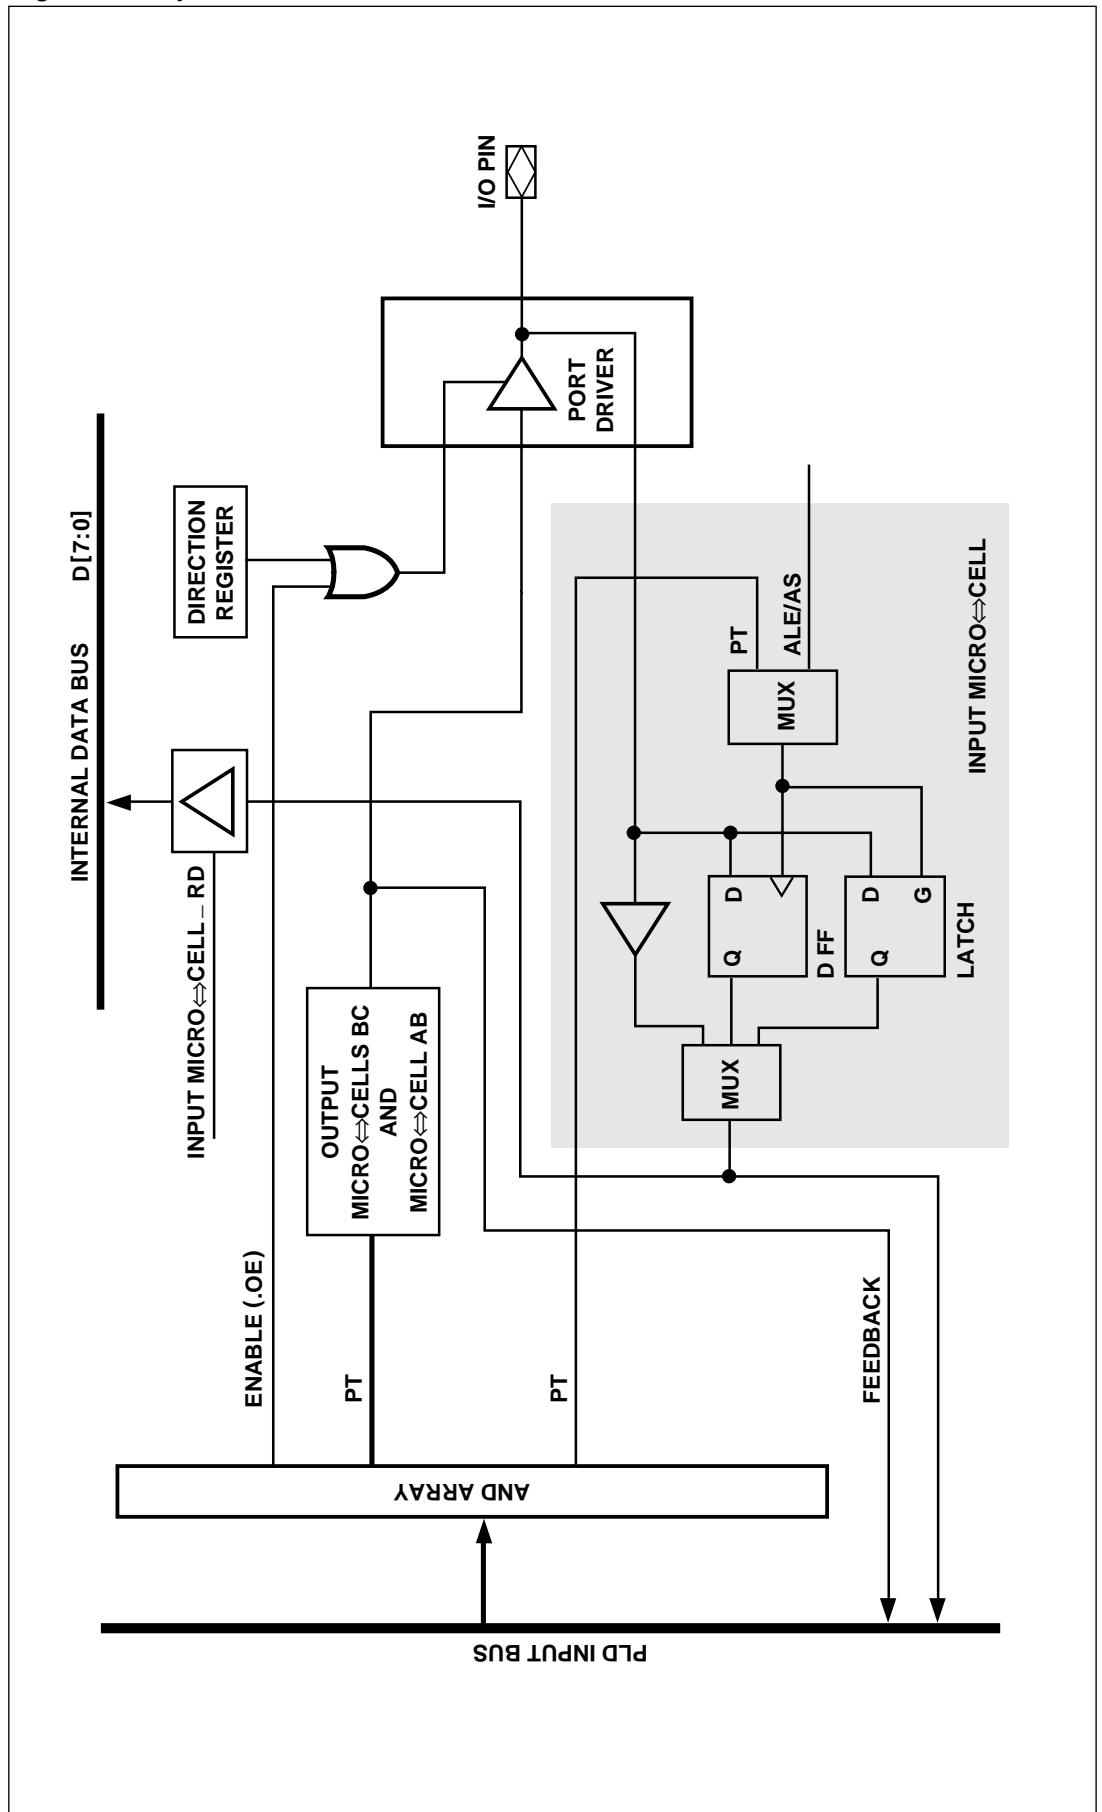 INTERNAL DATA BUS D[7:0]
INPUT MICRO⇔CELL_RD
DIRECTION
REGISTER
ENABLE (.OE)
OUTPUT
MICRO⇔CELLS BC
AND
MICRO⇔CELL AB
PT
I/O PIN
PORT
DRIVER
PT
AND ARRAY
PLD INPUT BUS
PT
ALE/AS
MUX
D
Q
D FF
D
G
Q
LATCH
MUX
INPUT MICRO⇔CELL
FEEDBACK